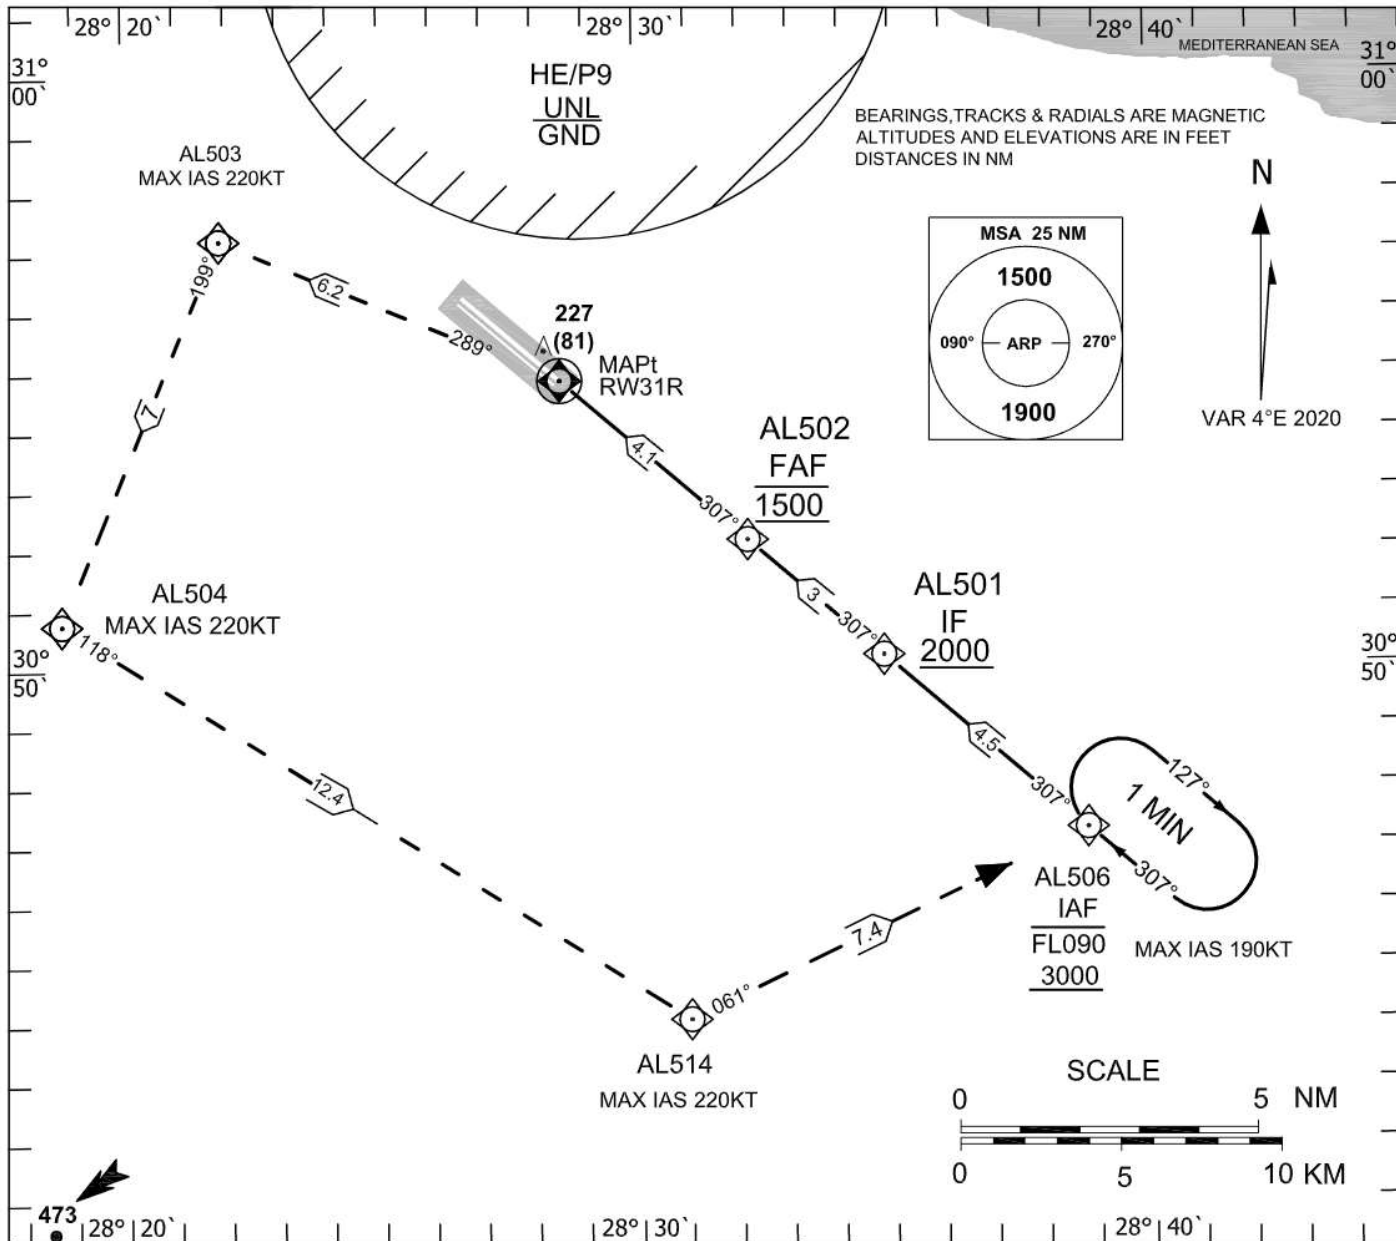 28° 20`
28° 30`
28° 40`
MEDITERRANEAN SEA
31°
00`
31°
00`
HE/P9
UNL
GND
BEARINGS,TRACKS & RADIALS ARE MAGNETIC
ALTITUDES AND ELEVATIONS ARE IN FEET
DISTANCES IN NM
AL503
MAX IAS 220KT
N
MSA 25 NM
1500
090°
ARP
270°
1900
VAR 4°E 2020
199°
6.2
289°
227
(81)
MAPt
RW31R
7
4.1
AL502
FAF
1500
307°
3
AL501
IF
2000
307°
AL504
MAX IAS 220KT
118°
30°
50`
30°
50`
4.5
307°
127°
1 MIN
307°
12.4
AL506
IAF
FL090
3000
MAX IAS 190KT
7.4
061°
AL514
MAX IAS 220KT
SCALE
0
5
NM
0
5
10 KM
473
28° 20`
28° 30`
28° 40`